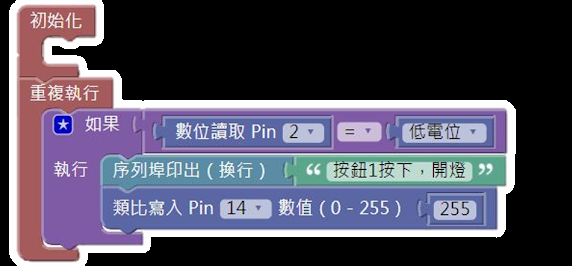 初始化
重複執行
如果 數位讀取 Pin 2 = 低電位
執行 序列埠印出（換行） “ 按鈕1按下，開燈 ”
類比寫入 Pin 14 數值（0 - 255） 255